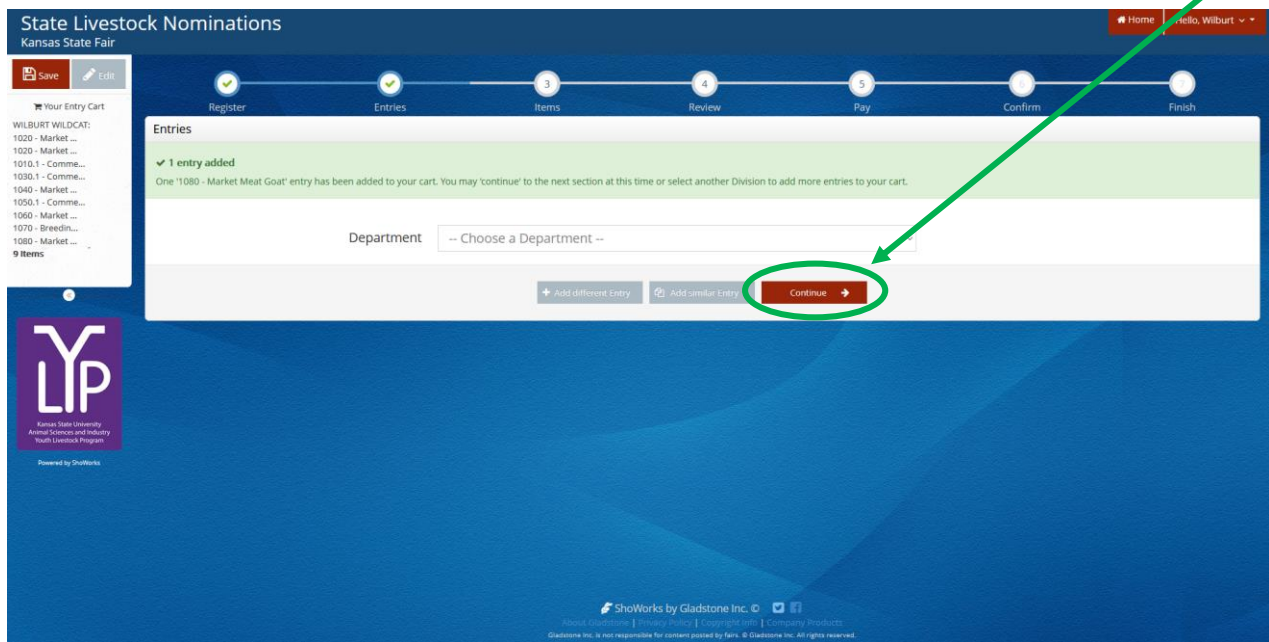 State Livestock Nominations
Kansas State Fair
Home Hello, Wilburt
Save Edit
Your Entry Cart
WILBURT WILDCAT:
1020 - Market ...
1020 - Market ...
1010.1 - Comme...
1030.1 - Comme...
1040 - Market ...
1050.1 - Comme...
1060 - Market ...
1070 - Breedin...
1080 - Market ...
9 Items
3 4 5
Register Entries Items Review Pay Confirm Finish
Entries
1 entry added
One '1080 - Market Meat Goat' entry has been added to your cart. You may 'continue' to the next section at this time or select another Division to add more entries to your cart.
Department -- Choose a Department --
Add different Entry Add similar Entry Continue
YLP
Kansas State University
Animal Sciences and Industry
Youth Livestock Program
Powered by ShoWorks
ShoWorks by Gladstone Inc. ©
About Gladstone | Privacy Policy | Copyright Info | Company Products
Gladstone Inc. is not responsible for content posted by fairs. © Gladstone Inc. All rights reserved.